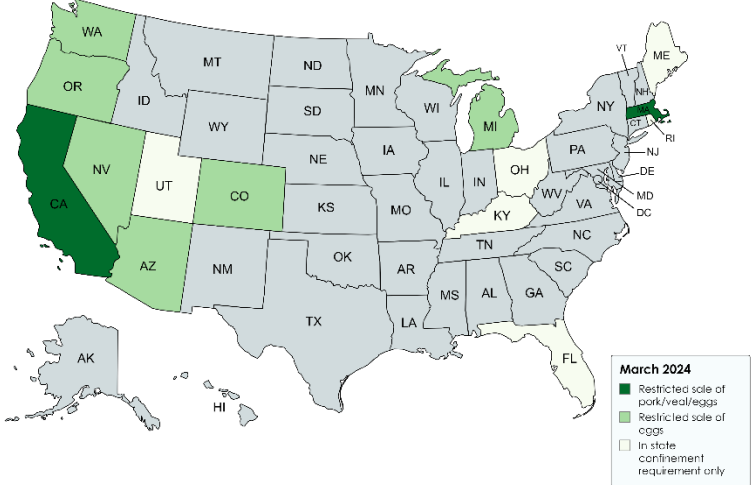 WA
OR
CA
NV
ID
MT
WY
UT
AZ
CO
NM
ND
SD
NE
KS
OK
TX
MN
IA
MO
AR
LA
WI
IL
MI
IN
OH
KY
TN
MS
AL
GA
FL
SC
NC
VA
WV
PA
NY
VT
NH
ME
MA
CT
RI
NJ
DE
MD
DC
AK
HI
March 2024
Restricted sale of
pork/veal/eggs
Restricted sale of
eggs
In state
confinement
requirement only